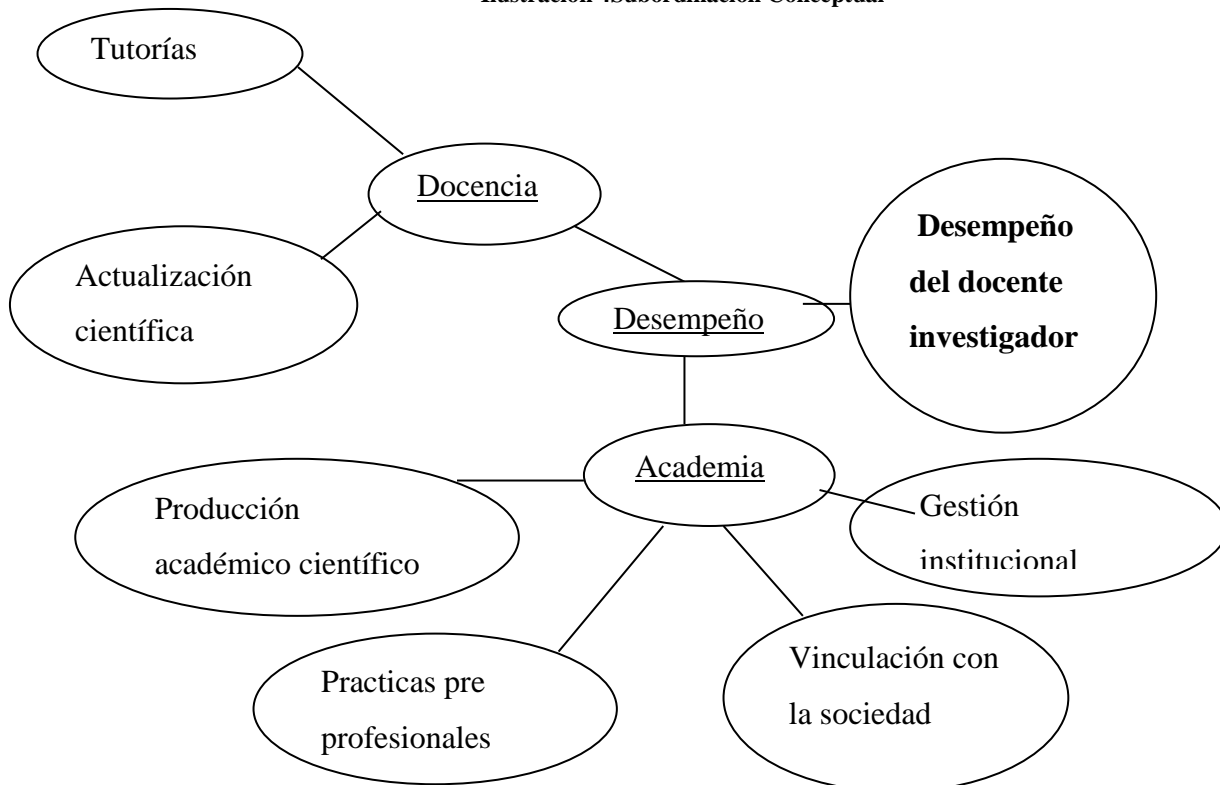 Tutorías
Docencia
Desempeño
del docente
investigador
Actualización
científica
Desempeño
Academia
Producción
académico científico
Gestión
institucional
Practicas pre
profesionales
Vinculación con
la sociedad